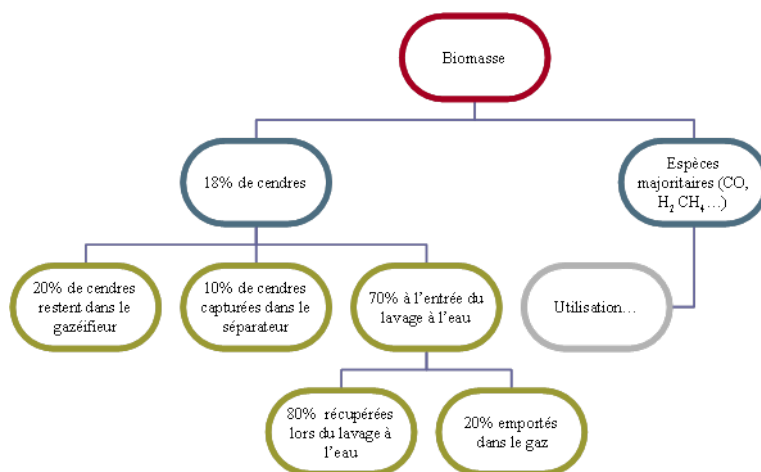 Biomasse
18% de cendres
Espèces
majoritaires (CO,
H₂ CH₄ …)
20% de cendres
restent dans le
gazéifieur
10% de cendres
capturées dans le
séparateur
70% à l’entrée du
lavage à l’eau
Utilisation…
80% récupérées
lors du lavage à
l’eau
20% emportés
dans le gaz